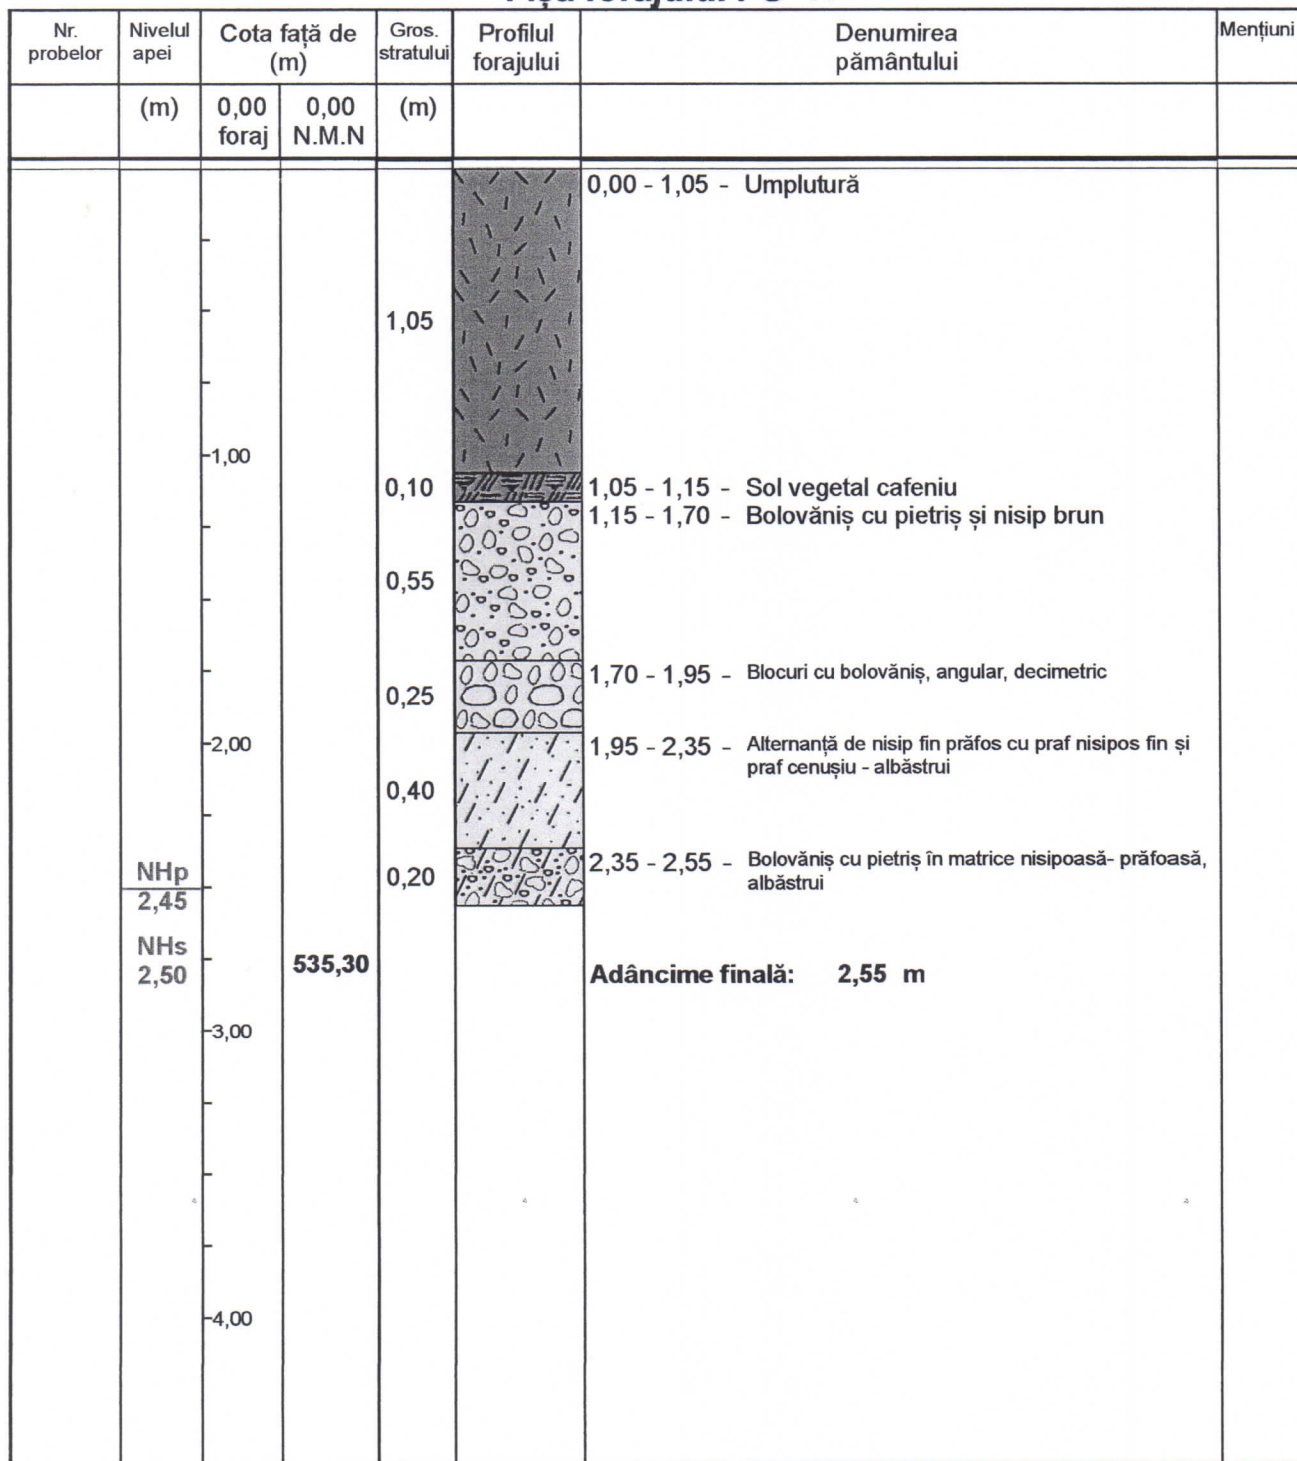 Nr. probelor
Nivelul apei
Cota față de (m)
Gros. stratului
Profilul forajului
Denumirea pământului
Mențiuni
(m)
0,00 foraj
0,00 N.M.N
(m)
0,00 - 1,05 - Umplutură
1,05
-1,00
0,10
1,05 - 1,15 - Sol vegetal cafeniu
1,15 - 1,70 - Bolovăniș cu pietriș și nisip brun
0,55
0,25
1,70 - 1,95 - Blocuri cu bolovăniș, angular, decimetric
-2,00
1,95 - 2,35 - Alternanță de nisip fin prăfos cu praf nisipos fin și
praf cenușiu - albăstrui
0,40
NHp
2,45
0,20
2,35 - 2,55 - Bolovăniș cu pietriș în matrice nisipoasă- prăfoasă,
albăstrui
NHs
2,50
535,30
Adâncime finală: 2,55 m
-3,00
-4,00